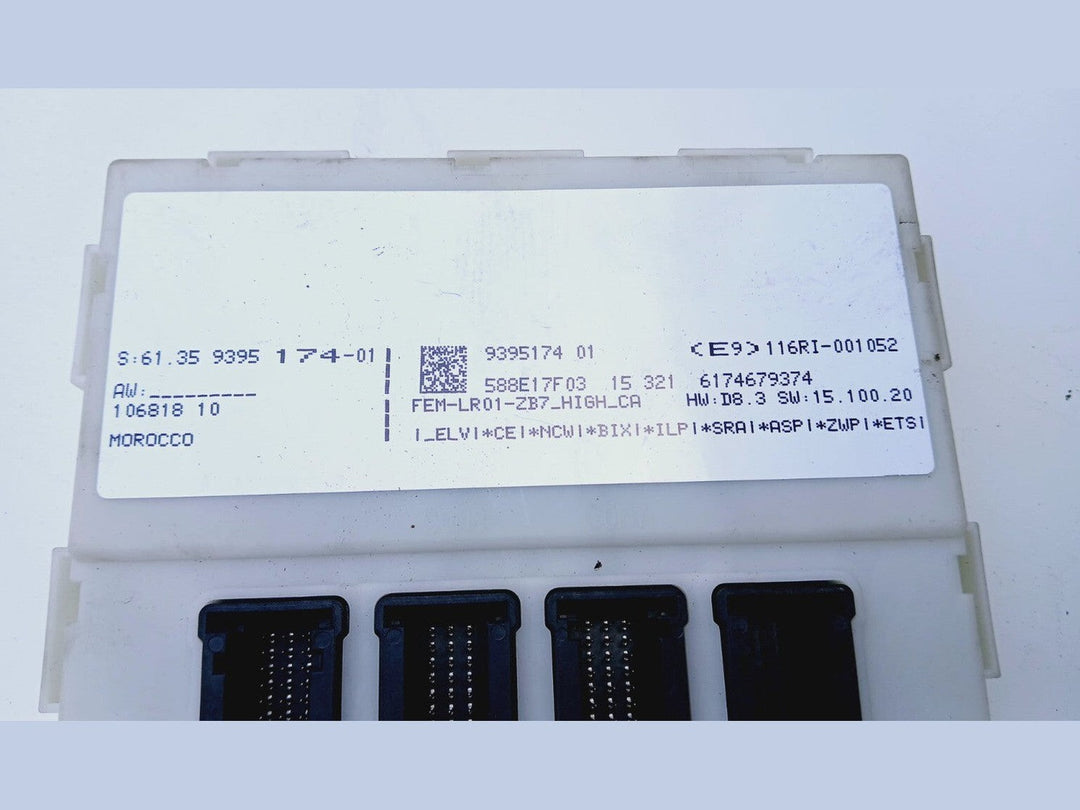 S:61.35 9395 174-01
AW:_________
106818 10
MOROCCO
9395174 01
588E17F03 15 321 6174679374
FEM-LR01-ZB7_HIGH_CA
<E9>116RI-001052
HW:D8.3 SW:15.100.20
|_ELV|*CE|*NCW|*BIX|*ILP|*SRA|*ASP|*ZWP|*ETS|